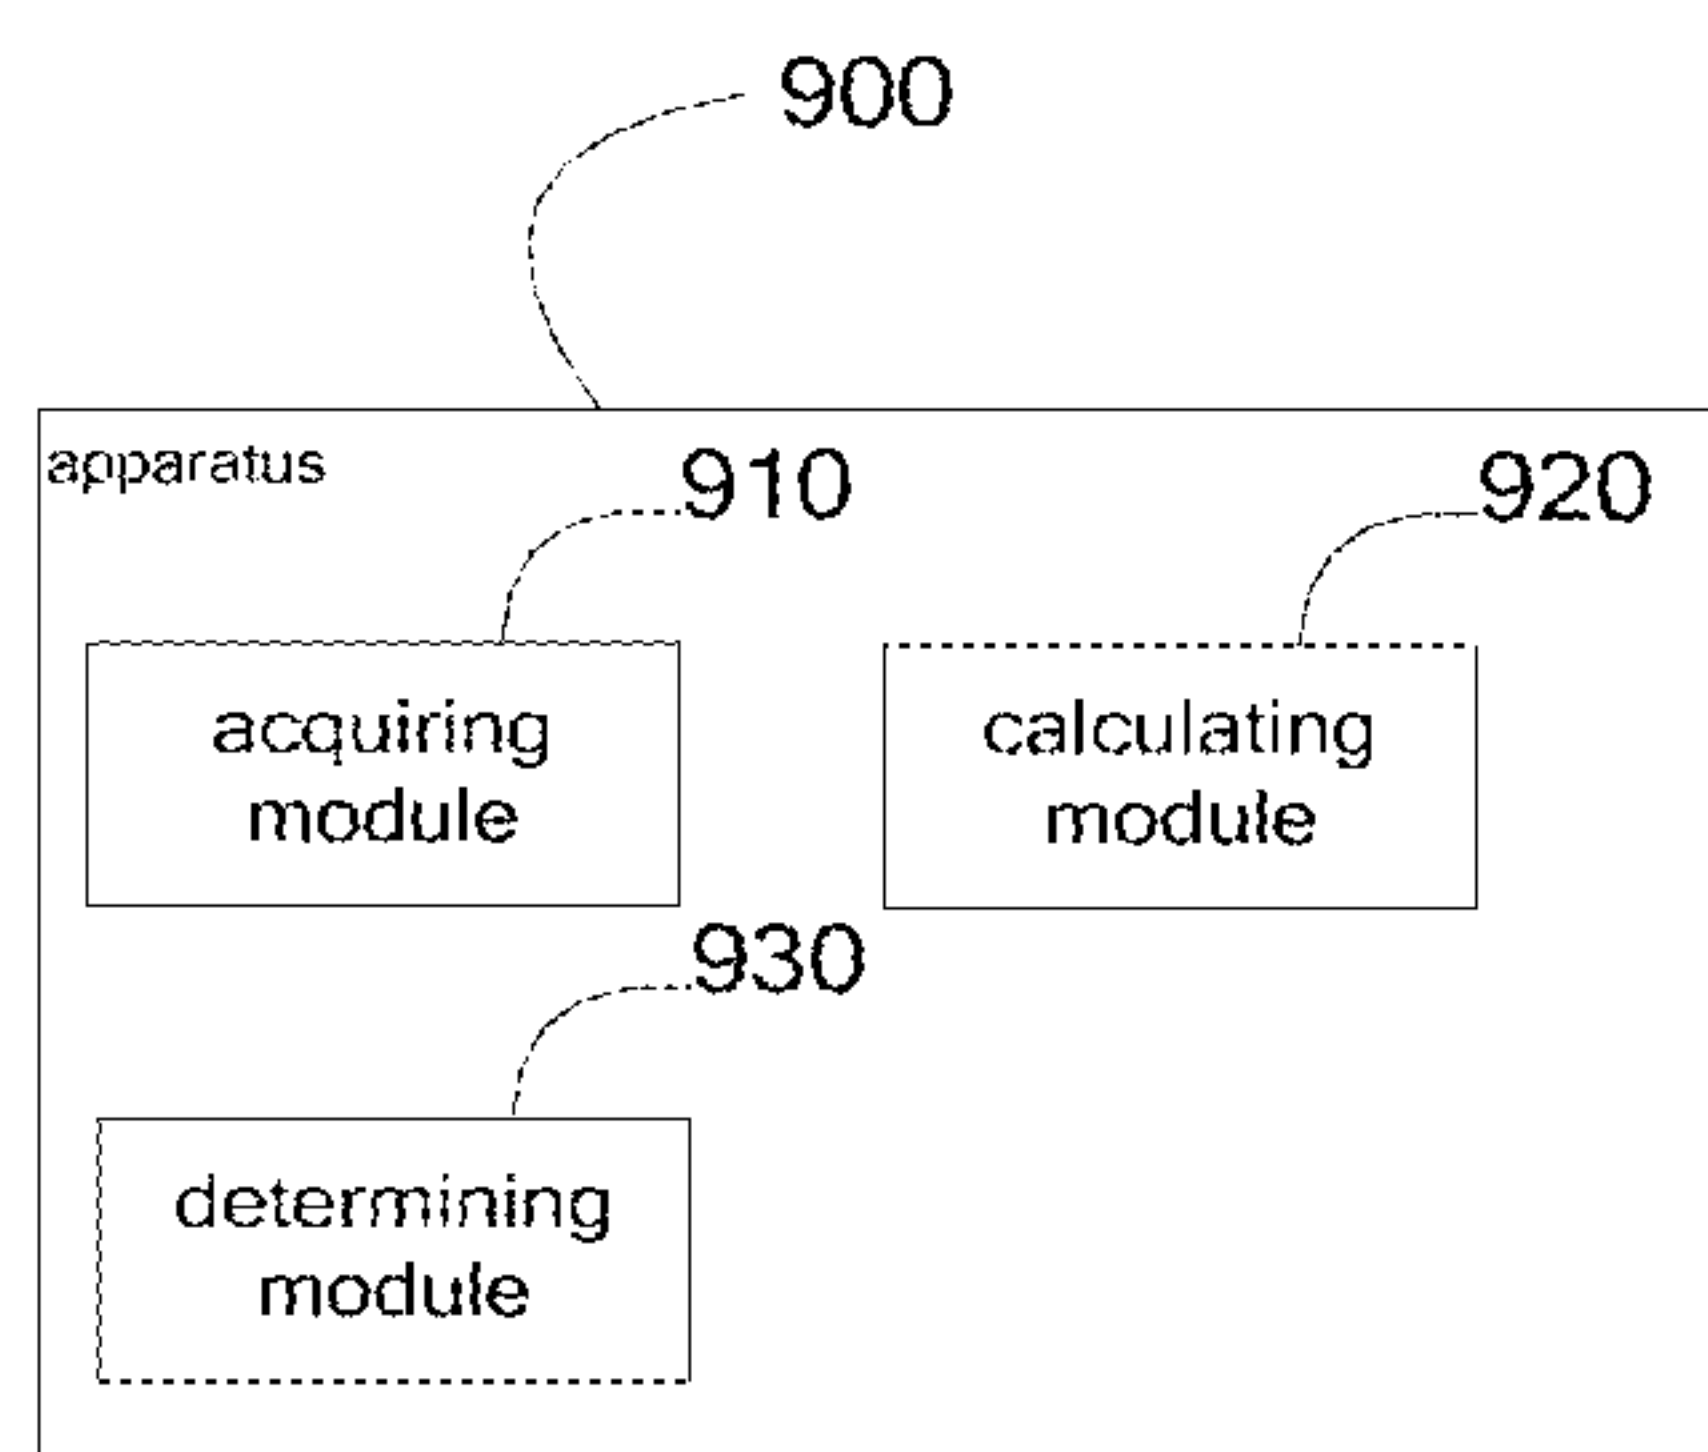 900
apparatus
910
920
acquiring
module
calculating
module
930
determining
module